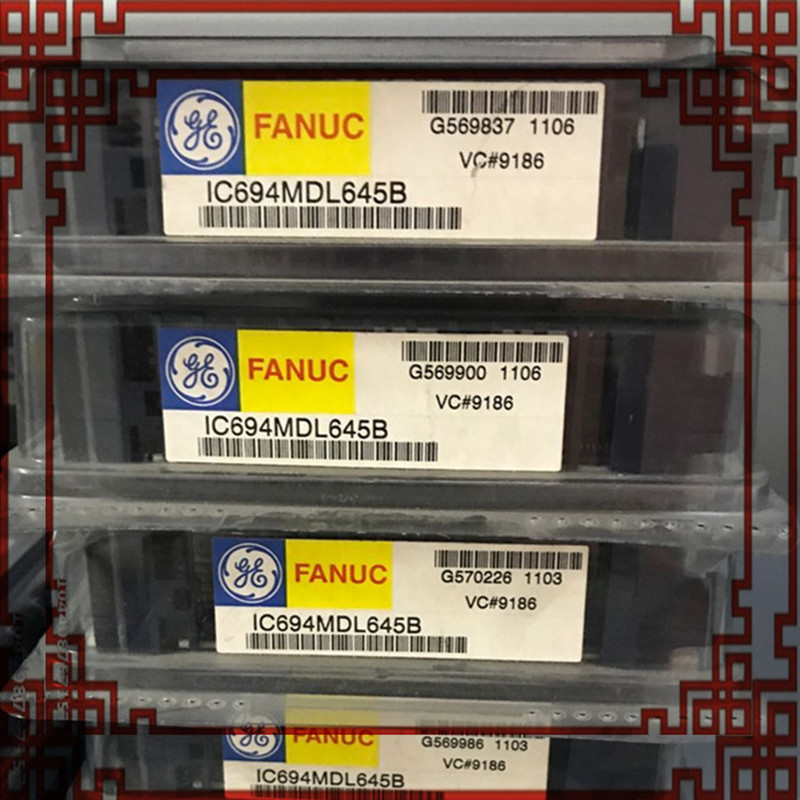 GE FANUC
G569837 1106
VC#9186
IC694MDL645B
GE FANUC
G569900 1106
VC#9186
IC694MDL645B
GE FANUC
G570226 1103
VC#9186
IC694MDL645B
GE FANUC
G569986 1103
VC#9186
IC694MDL645B